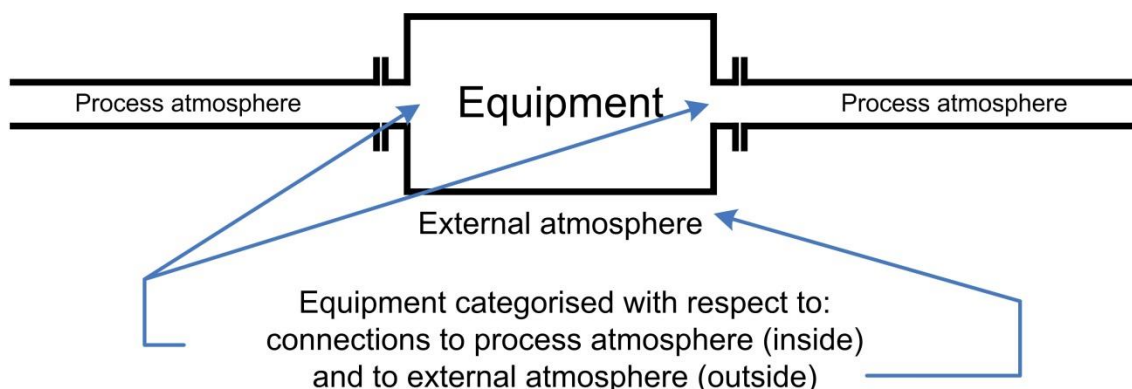 Process atmosphere
Equipment
Process atmosphere
External atmosphere
Equipment categorised with respect to:
connections to process atmosphere (inside)
and to external atmosphere (outside)